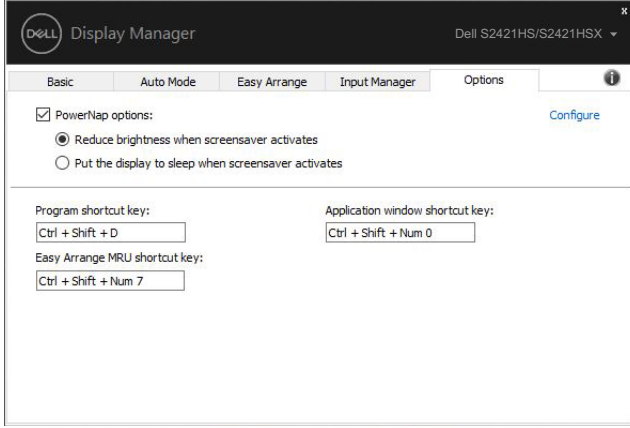 x
DELL Display Manager
Dell S2421HS/S2421HSX
Basic Auto Mode Easy Arrange Input Manager Options i
PowerNap options: Configure
Reduce brightness when screensaver activates
Put the display to sleep when screensaver activates
Program shortcut key: Application window shortcut key:
Ctrl + Shift + D Ctrl + Shift + Num 0
Easy Arrange MRU shortcut key:
Ctrl + Shift + Num 7